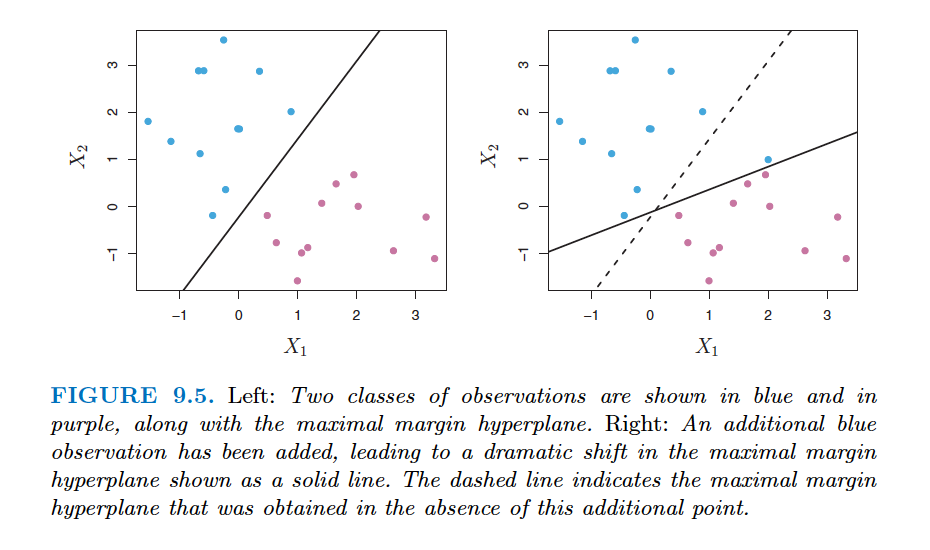 3
2
1
0
−1
X2
−1 0 1 2 3
X1
3
2
1
0
−1
X2
−1 0 1 2 3
X1
FIGURE 9.5. Left: Two classes of observations are shown in blue and in
purple, along with the maximal margin hyperplane. Right: An additional blue
observation has been added, leading to a dramatic shift in the maximal margin
hyperplane shown as a solid line. The dashed line indicates the maximal margin
hyperplane that was obtained in the absence of this additional point.